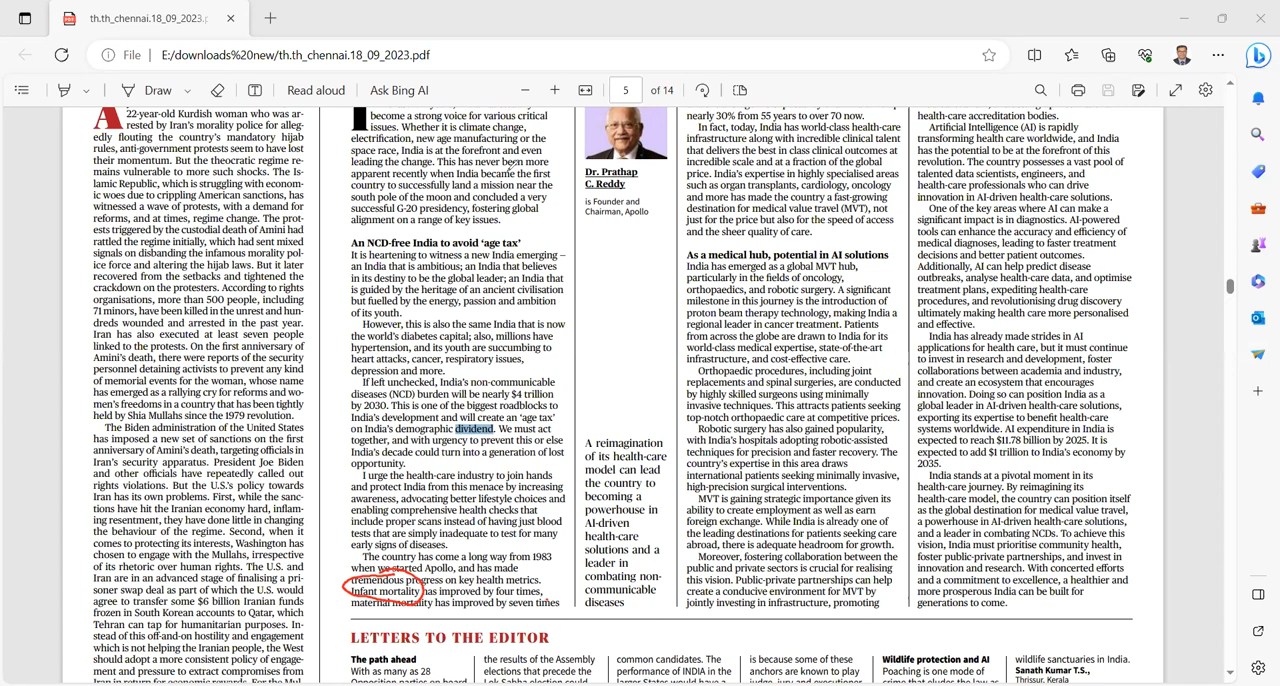 th.th_chennai.18_09_2023.p
File
E:/downloads%20new/th.th_chennai.18_09_2023.pdf
Draw
Read aloud
Ask Bing AI
5
of 14
A
22-year-old Kurdish woman who was ar-
rested by Iran's morality police for alleg-
edly flouting the country's mandatory hijab
rules, anti-government protests seem to have lost
their momentum. But the theocratic regime re-
mains vulnerable to more such shocks. The Is-
lamic Republic, which is struggling with econom-
ic woes due to crippling American sanctions, has
witnessed a wave of protests, with a demand for
reforms, and at times, regime change. The prot-
ests triggered by the custodial death of Amini had
rattled the regime initially, which had sent mixed
signals on disbanding the infamous morality pol-
ice force and altering the hijab laws. But it later
recovered from the setbacks and tightened the
crackdown on the protesters. According to rights
organisations, more than 500 people, including
71 minors, have been killed in the unrest and hun-
dreds wounded and arrested in the past year.
Iran has also executed at least seven people
linked to the protests. On the first anniversary of
Amini's death, there were reports of the security
personnel detaining activists to prevent any kind
of memorial events for the woman, whose name
has emerged as a rallying cry for reforms and wo-
men's freedoms in a country that has been tightly
held by Shia Mullahs since the 1979 revolution.
The Biden administration of the United States
has imposed a new set of sanctions on the first
anniversary of Amini's death, targeting officials in
Iran's security apparatus. President Joe Biden
and other officials have repeatedly called out
rights violations. But the U.S.'s policy towards
Iran has its own problems. First, while the sanc-
tions have hit the Iranian economy hard, inflam-
ing resentment, they have done little in changing
the behaviour of the regime. Second, when it
comes to protecting its interests, Washington has
chosen to engage with the Mullahs, irrespective
of its rhetoric over human rights. The U.S. and
Iran are in an advanced stage of finalising a pri-
soner swap deal as part of which the U.S. would
agree to transfer some $6 billion Iranian funds
frozen in South Korean accounts to Qatar, which
Tehran can tap for humanitarian purposes. In-
stead of this off-and-on hostility and engagement
which is not helping the Iranian people, the West
should adopt a more consistent policy of engage-
ment and pressure to extract compromises from
Iran in return for economic rewards. For the Mul-
become a strong voice for various critical
issues. Whether it is climate change,
electrification, new age manufacturing or the
space race, India is at the forefront and even
leading the change. This has never been more
apparent recently when India became the first
country to successfully land a mission near the
south pole of the moon and concluded a very
successful G-20 presidency, fostering global
alignment on a range of key issues.
An NCD-free India to avoid 'age tax'
It is heartening to witness a new India emerging –
an India that is ambitious; an India that believes
in its destiny to be the global leader; an India that
is guided by the heritage of an ancient civilisation
but fuelled by the energy, passion and ambition
of its youth.
However, this is also the same India that is now
the world's diabetes capital; also, millions have
hypertension, and its youth are succumbing to
heart attacks, cancer, respiratory issues,
depression and more.
If left unchecked, India's non-communicable
diseases (NCD) burden will be nearly $4 trillion
by 2030. This is one of the biggest roadblocks to
India's development and will create an 'age tax'
on India's demographic dividend. We must act
together, and with urgency to prevent this or else
India's decade could turn into a generation of lost
opportunity.
I urge the health-care industry to join hands
and protect India from this menace by increasing
awareness, advocating better lifestyle choices and
enabling comprehensive health checks that
include proper scans instead of having just blood
tests that are simply inadequate to test for many
early signs of diseases.
The country has come a long way from 1983
when we started Apollo, and has made
tremendous progress on key health metrics.
Infant mortality has improved by four times,
maternal mortality has improved by seven times
Dr. Prathap
C. Reddy
is Founder and
Chairman, Apollo
A reimagination
of its health-care
model can lead
the country to
becoming a
powerhouse in
AI-driven
health-care
solutions and a
leader in
combating non-
communicable
diseases
nearly 30% from 55 years to over 70 now.
In fact, today, India has world-class health-care
infrastructure along with incredible clinical talent
that delivers the best in class clinical outcomes at
incredible scale and at a fraction of the global
price. India's expertise in highly specialised areas
such as organ transplants, cardiology, oncology
and more has made the country a fast-growing
destination for medical value travel (MVT), not
just for the price but also for the speed of access
and the sheer quality of care.
As a medical hub, potential in AI solutions
India has emerged as a global MVT hub,
particularly in the fields of oncology,
orthopaedics, and robotic surgery. A significant
milestone in this journey is the introduction of
proton beam therapy technology, making India a
regional leader in cancer treatment. Patients
from across the globe are drawn to India for its
world-class medical expertise, state-of-the-art
infrastructure, and cost-effective care.
Orthopaedic procedures, including joint
replacements and spinal surgeries, are conducted
by highly skilled surgeons using minimally
invasive techniques. This attracts patients seeking
top-notch orthopaedic care at competitive prices.
Robotic surgery has also gained popularity,
with India's hospitals adopting robotic-assisted
techniques for precision and faster recovery. The
country's expertise in this area draws
international patients seeking minimally invasive,
high-precision surgical interventions.
MVT is gaining strategic importance given its
ability to create employment as well as earn
foreign exchange. While India is already one of
the leading destinations for patients seeking care
abroad, there is adequate headroom for growth.
Moreover, fostering collaboration between the
public and private sectors is crucial for realising
this vision. Public-private partnerships can help
create a conducive environment for MVT by
jointly investing in infrastructure, promoting
health-care accreditation bodies.
Artificial Intelligence (AI) is rapidly
transforming health care worldwide, and India
has the potential to be at the forefront of this
revolution. The country possesses a vast pool of
talented data scientists, engineers, and
health-care professionals who can drive
innovation in AI-driven health-care solutions.
One of the key areas where AI can make a
significant impact is in diagnostics. AI-powered
tools can enhance the accuracy and efficiency of
medical diagnoses, leading to faster treatment
decisions and better patient outcomes.
Additionally, AI can help predict disease
outbreaks, analyse health-care data, and optimise
treatment plans, expediting health-care
procedures, and revolutionising drug discovery
ultimately making health care more personalised
and effective.
India has already made strides in AI
applications for health care, but it must continue
to invest in research and development, foster
collaborations between academia and industry,
and create an ecosystem that encourages
innovation. Doing so can position India as a
global leader in AI-driven health-care solutions,
exporting its expertise to benefit health-care
systems worldwide. AI expenditure in India is
expected to reach $11.78 billion by 2025. It is
expected to add $1 trillion to India's economy by
2035.
India stands at a pivotal moment in its
health-care journey. By reimagining its
health-care model, the country can position itself
as the global destination for medical value travel,
a powerhouse in AI-driven health-care solutions,
and a leader in combating NCDs. To achieve this
vision, India must prioritise community health,
foster public-private partnerships, and invest in
innovation and research. With concerted efforts
and a commitment to excellence, a healthier and
more prosperous India can be built for
generations to come.
LETTERS TO THE EDITOR
The path ahead
With as many as 28
Opposition parties on board
the results of the Assembly
elections that precede the
Lok Sabha election could
common candidates. The
performance of INDIA in the
larger States would have a
is because some of these
anchors are known to play
judge, jury and executioner
Wildlife protection and AI
Poaching is one mode of
crime that eludes the law as
wildlife sanctuaries in India.
Sanath Kumar T.S.,
Thrissur, Kerala